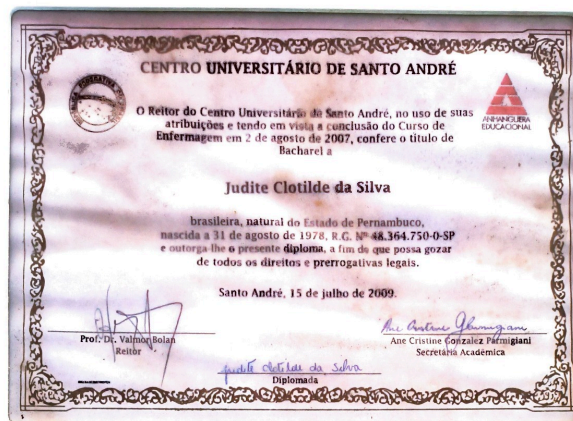 CENTRO UNIVERSITÁRIO DE SANTO ANDRÉ
O Reitor do Centro Universitário de Santo André, no uso de suas
atribuições e tendo em vista a conclusão do Curso de
Enfermagem em 2 de agosto de 2007, confere o título de
Bacharel a
ANHANGUERA
EDUCACIONAL
Judite Clotilde da Silva
brasileira, natural do Estado de Pernambuco,
nascida a 31 de agosto de 1978, R.G. Nº 48.364.750-0-SP
e outorga-lhe o presente diploma, a fim de que possa gozar
de todos os direitos e prerrogativas legais.
Santo André, 15 de julho de 2009.
Prof. Dr. Valmor Bolan
Reitor
Ane Cristine Gonzalez Parmigiani
Secretária Acadêmica
Judite Clotilde da Silva
Diplomada